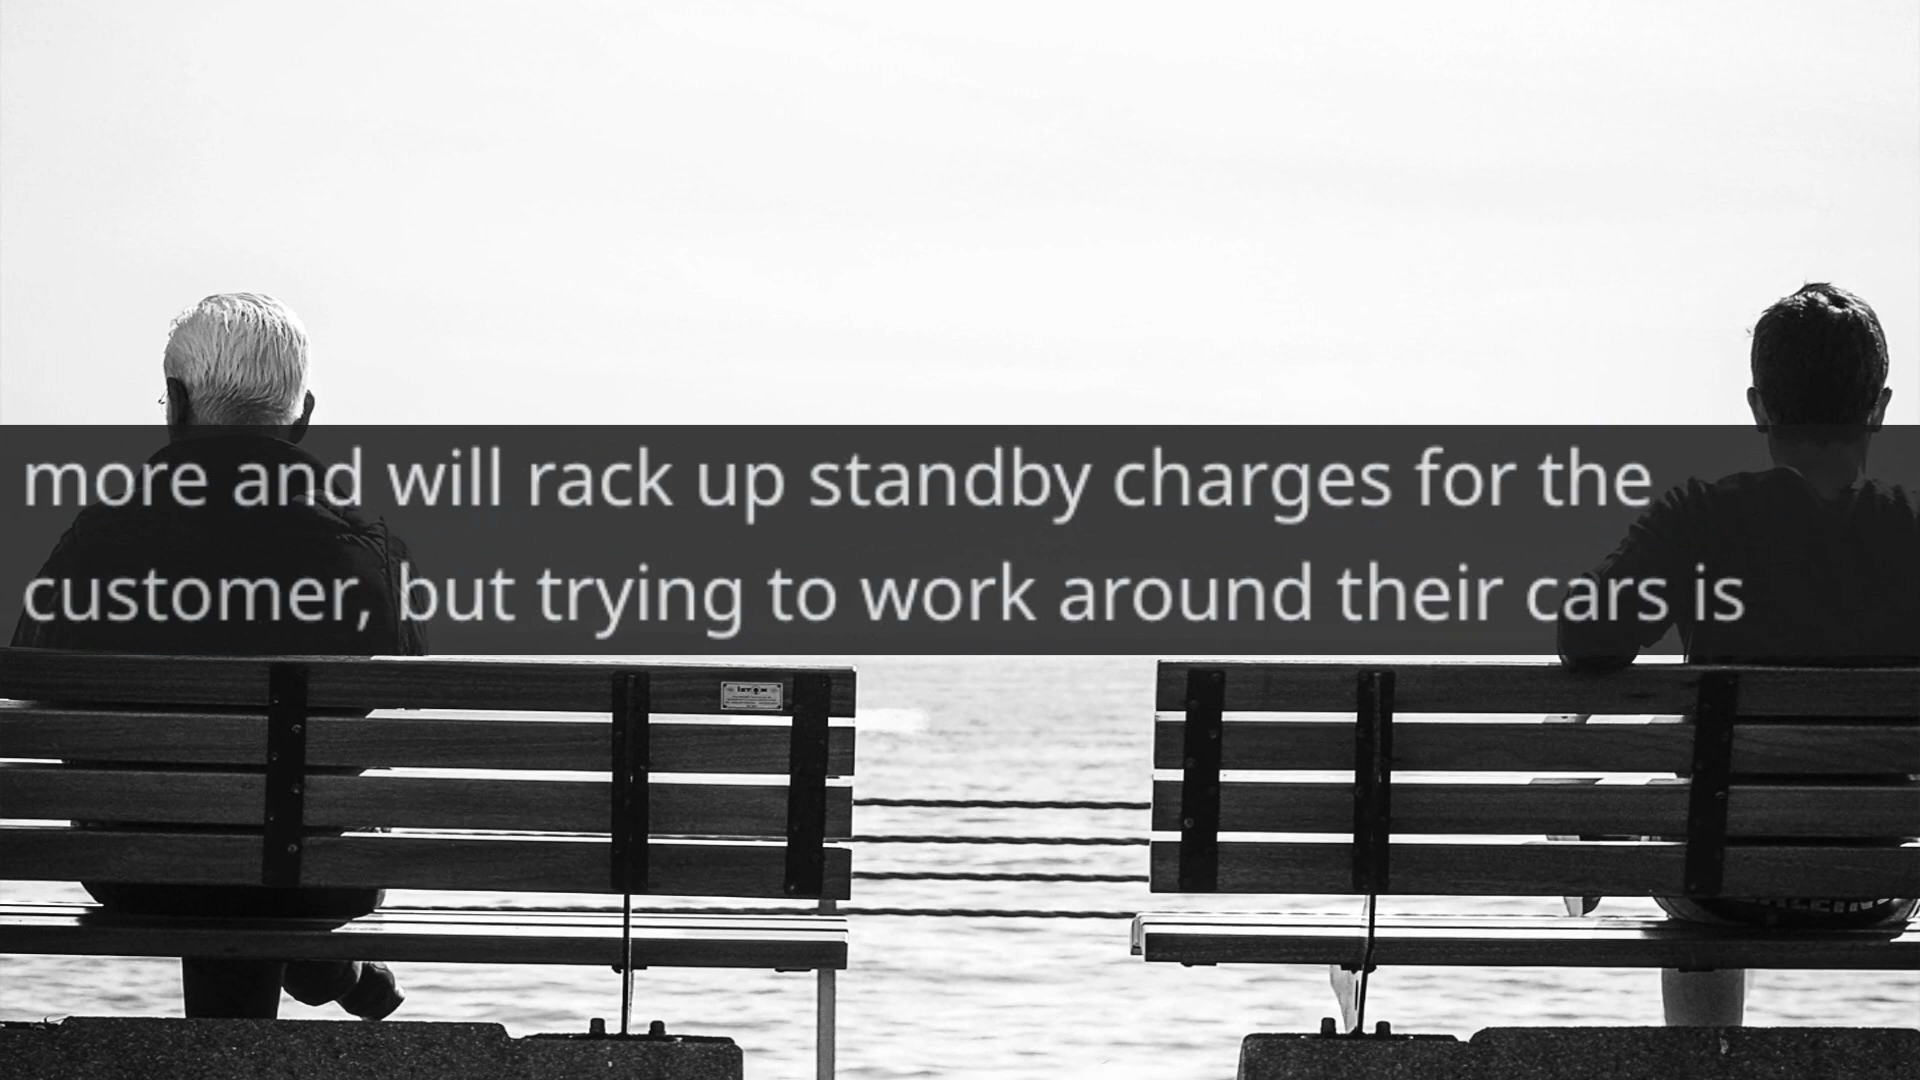 more and will rack up standby charges for the
customer, but trying to work around their cars is